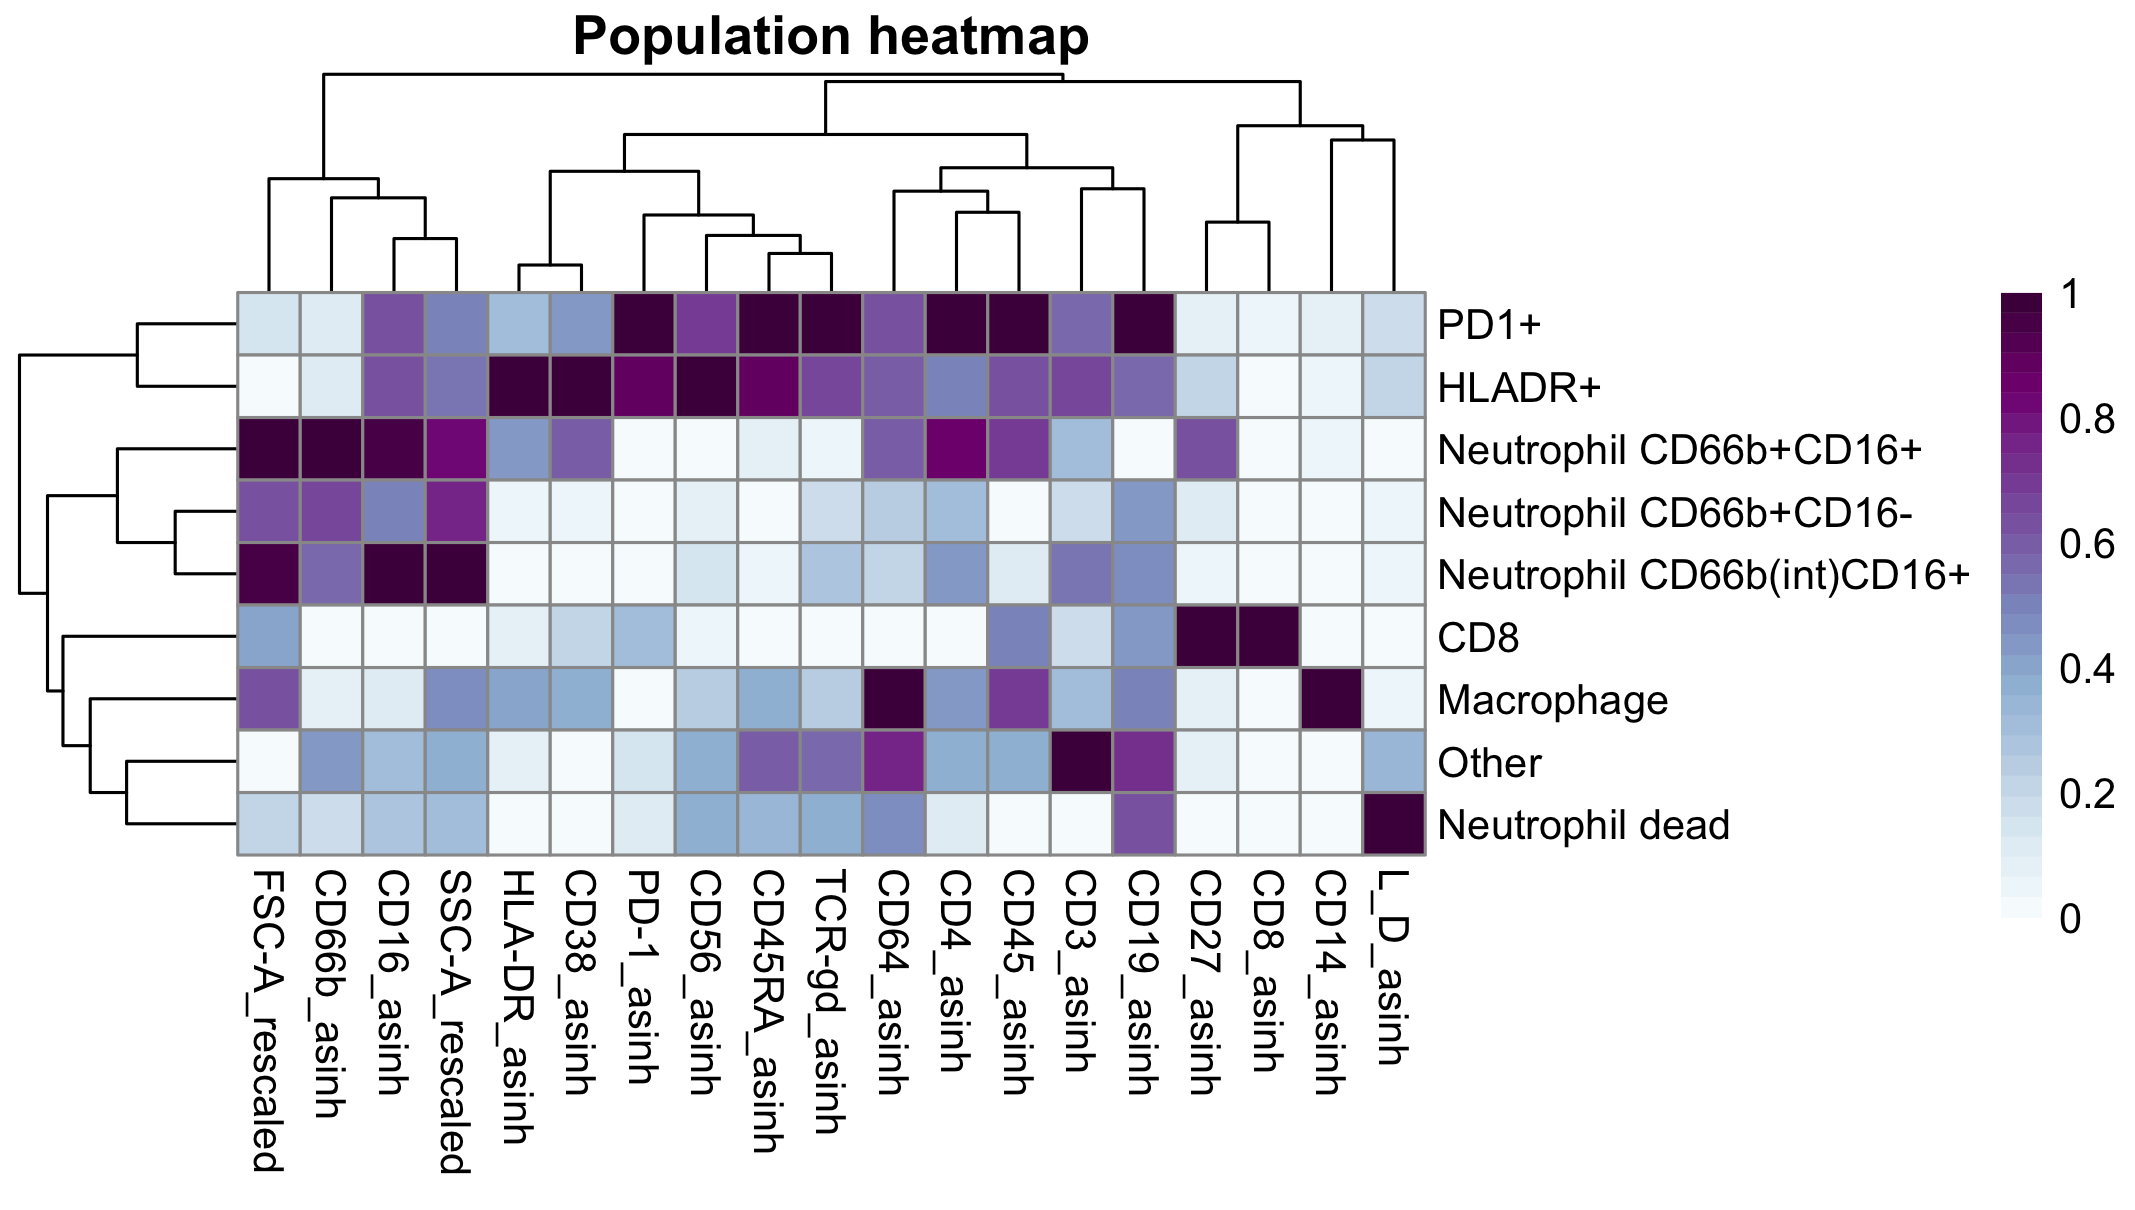 Population heatmap
PD1+
HLADR+
Neutrophil CD66b+CD16+
Neutrophil CD66b+CD16-
Neutrophil CD66b(int)CD16+
CD8
Macrophage
Other
Neutrophil dead
1
0.8
0.6
0.4
0.2
0
FSC-A_rescaled
CD66b_asinh
CD16_asinh
SSC-A_rescaled
HLA-DR_asinh
CD38_asinh
PD-1_asinh
CD56_asinh
CD45RA_asinh
TCR-gd_asinh
CD64_asinh
CD4_asinh
CD45_asinh
CD3_asinh
CD19_asinh
CD27_asinh
CD8_asinh
CD14_asinh
L_D_asinh